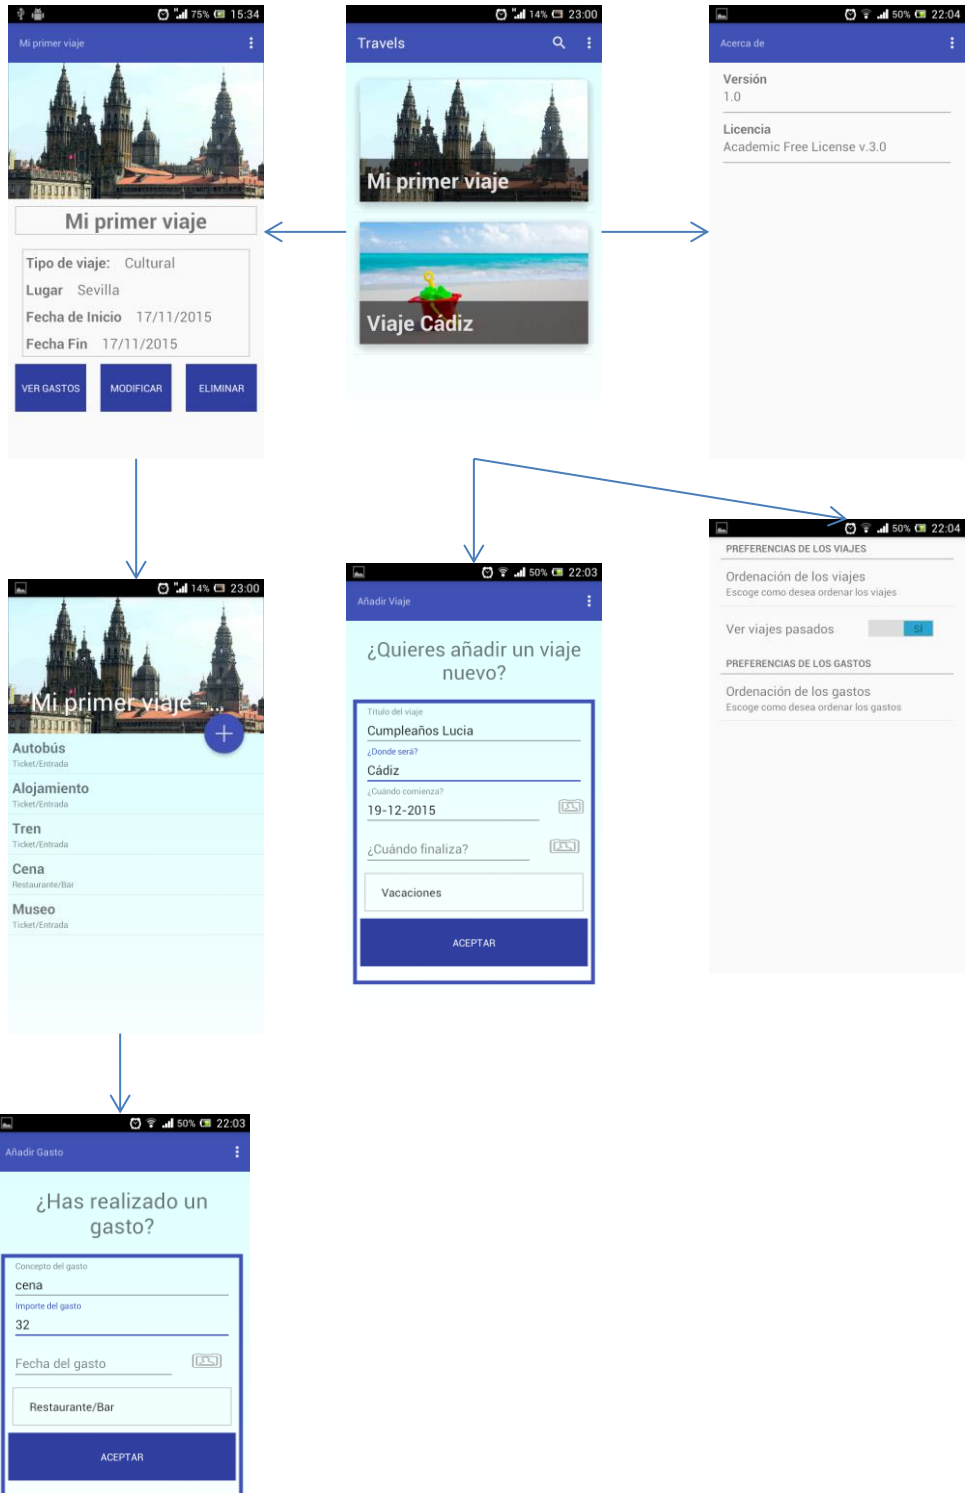 75% 15:34
Mi primer viaje
Mi primer viaje
Tipo de viaje: Cultural
Lugar Sevilla
Fecha de Inicio 17/11/2015
Fecha Fin 17/11/2015
VER GASTOS MODIFICAR ELIMINAR
14% 23:00
Travels
Mi primer viaje
Viaje Cádiz
50% 22:04
Acerca de
Versión
1.0
Licencia
Academic Free License v.3.0
14% 23:00
Mi primer viaje -...
Autobús
Ticket/Entrada
Alojamiento
Ticket/Entrada
Tren
Ticket/Entrada
Cena
Restaurante/Bar
Museo
Ticket/Entrada
50% 22:03
Añadir Viaje
¿Quieres añadir un viaje
nuevo?
Titulo del viaje
Cumpleaños Lucia
¿Donde será?
Cádiz
¿Cuándo comienza?
19-12-2015
¿Cuándo finaliza?
Vacaciones
ACEPTAR
50% 22:04
PREFERENCIAS DE LOS VIAJES
Ordenación de los viajes
Escoge como desea ordenar los viajes
Ver viajes pasados SÍ
PREFERENCIAS DE LOS GASTOS
Ordenación de los gastos
Escoge como desea ordenar los gastos
50% 22:03
Añadir Gasto
¿Has realizado un
gasto?
Concepto del gasto
cena
Importe del gasto
32
Fecha del gasto
Restaurante/Bar
ACEPTAR